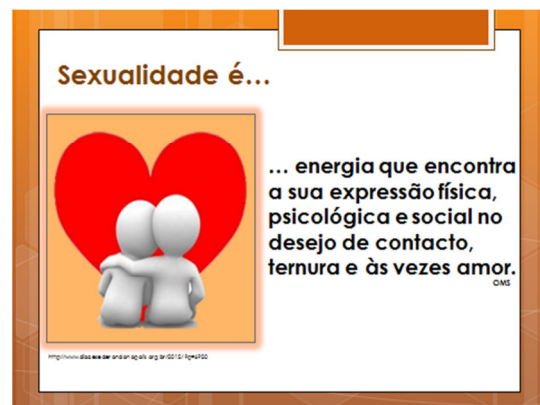 Sexualidade é...
... energia que encontra
a sua expressão física,
psicológica e social no
desejo de contacto,
ternura e às vezes amor.
OMS